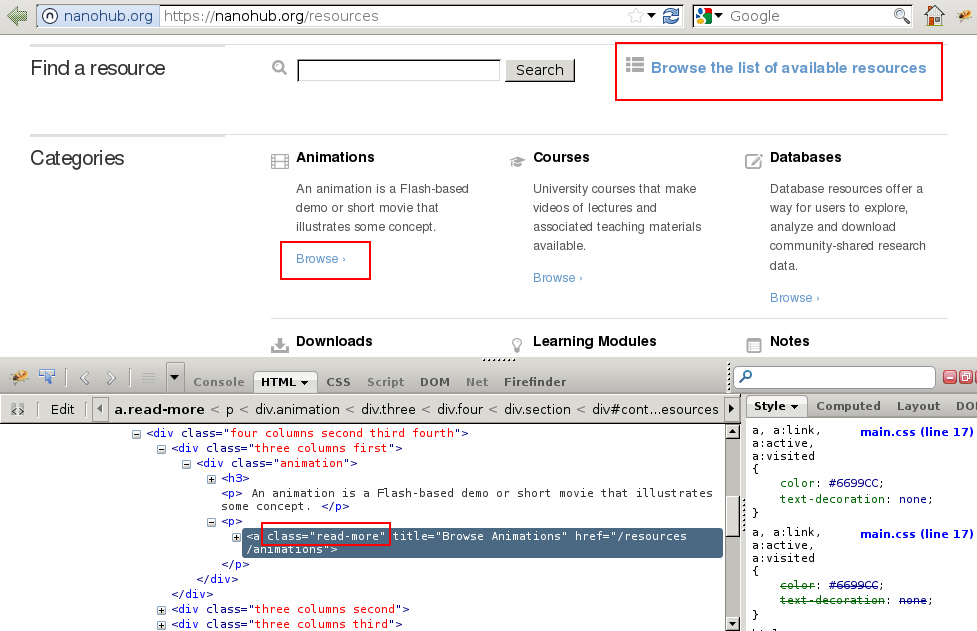 nanohub.org https://nanohub.org/resources Google
Find a resource Search Browse the list of available resources
Categories
Animations
An animation is a Flash-based
demo or short movie that
illustrates some concept.
Browse ›
Courses
University courses that make
videos of lectures and
associated teaching materials
available.
Browse ›
Databases
Database resources offer a
way for users to explore,
analyze and download
community-shared research
data.
Browse ›
Downloads Learning Modules Notes
Console HTML CSS Script DOM Net Firefinder
Edit a.read-more < p < div.animation < div.three < div.four < div.section < div#cont...esources
<div class="four columns second third fourth">
<div class="three columns first">
<div class="animation">
<h3>
<p> An animation is a Flash-based demo or short movie that illustrates
some concept. </p>
<p>
<a class="read-more" title="Browse Animations" href="/resources
/animations">
</p>
</div>
</div>
<div class="three columns second">
<div class="three columns third">
Style Computed Layout DO
a, a:link, main.css (line 17)
a:active,
a:visited
{
color: #6699CC;
text-decoration: none;
}
a, a:link, main.css (line 17)
a:active,
a:visited
{
color: #6699CC;
text-decoration: none;
}